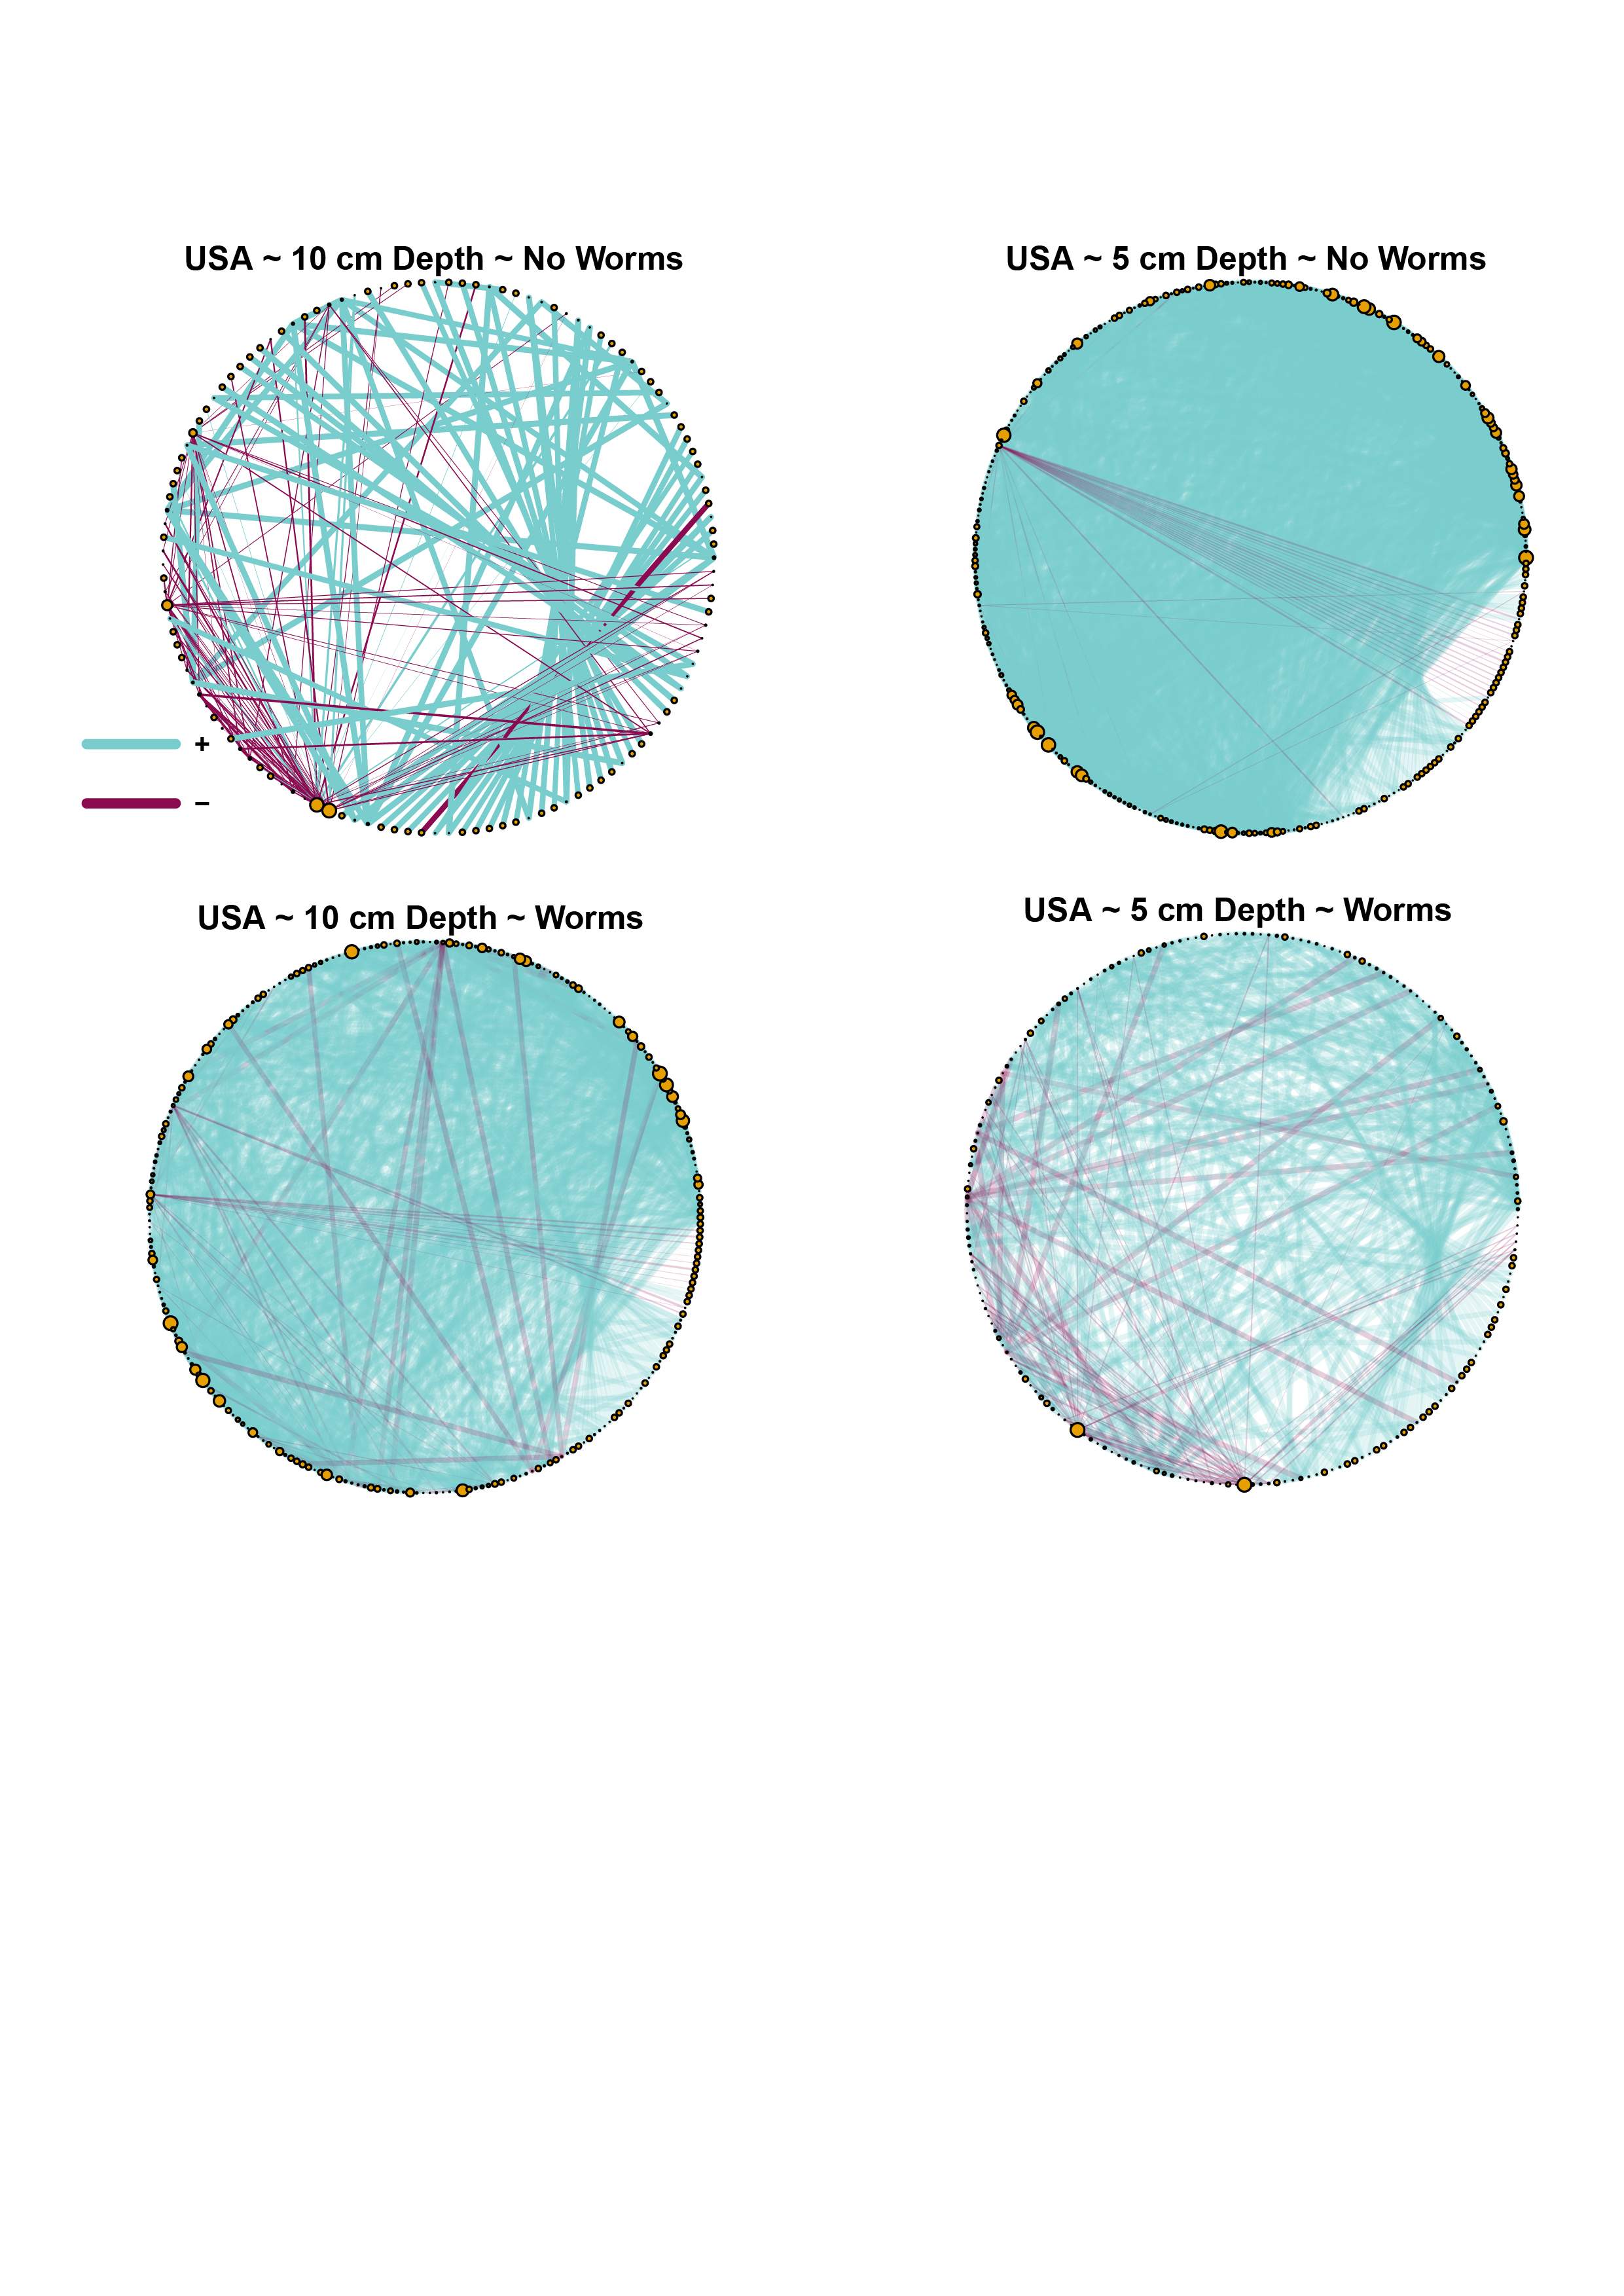 USA ~ 10 cm Depth ~ No Worms
USA ~ 5 cm Depth ~ No Worms
+
–
USA ~ 10 cm Depth ~ Worms
USA ~ 5 cm Depth ~ Worms